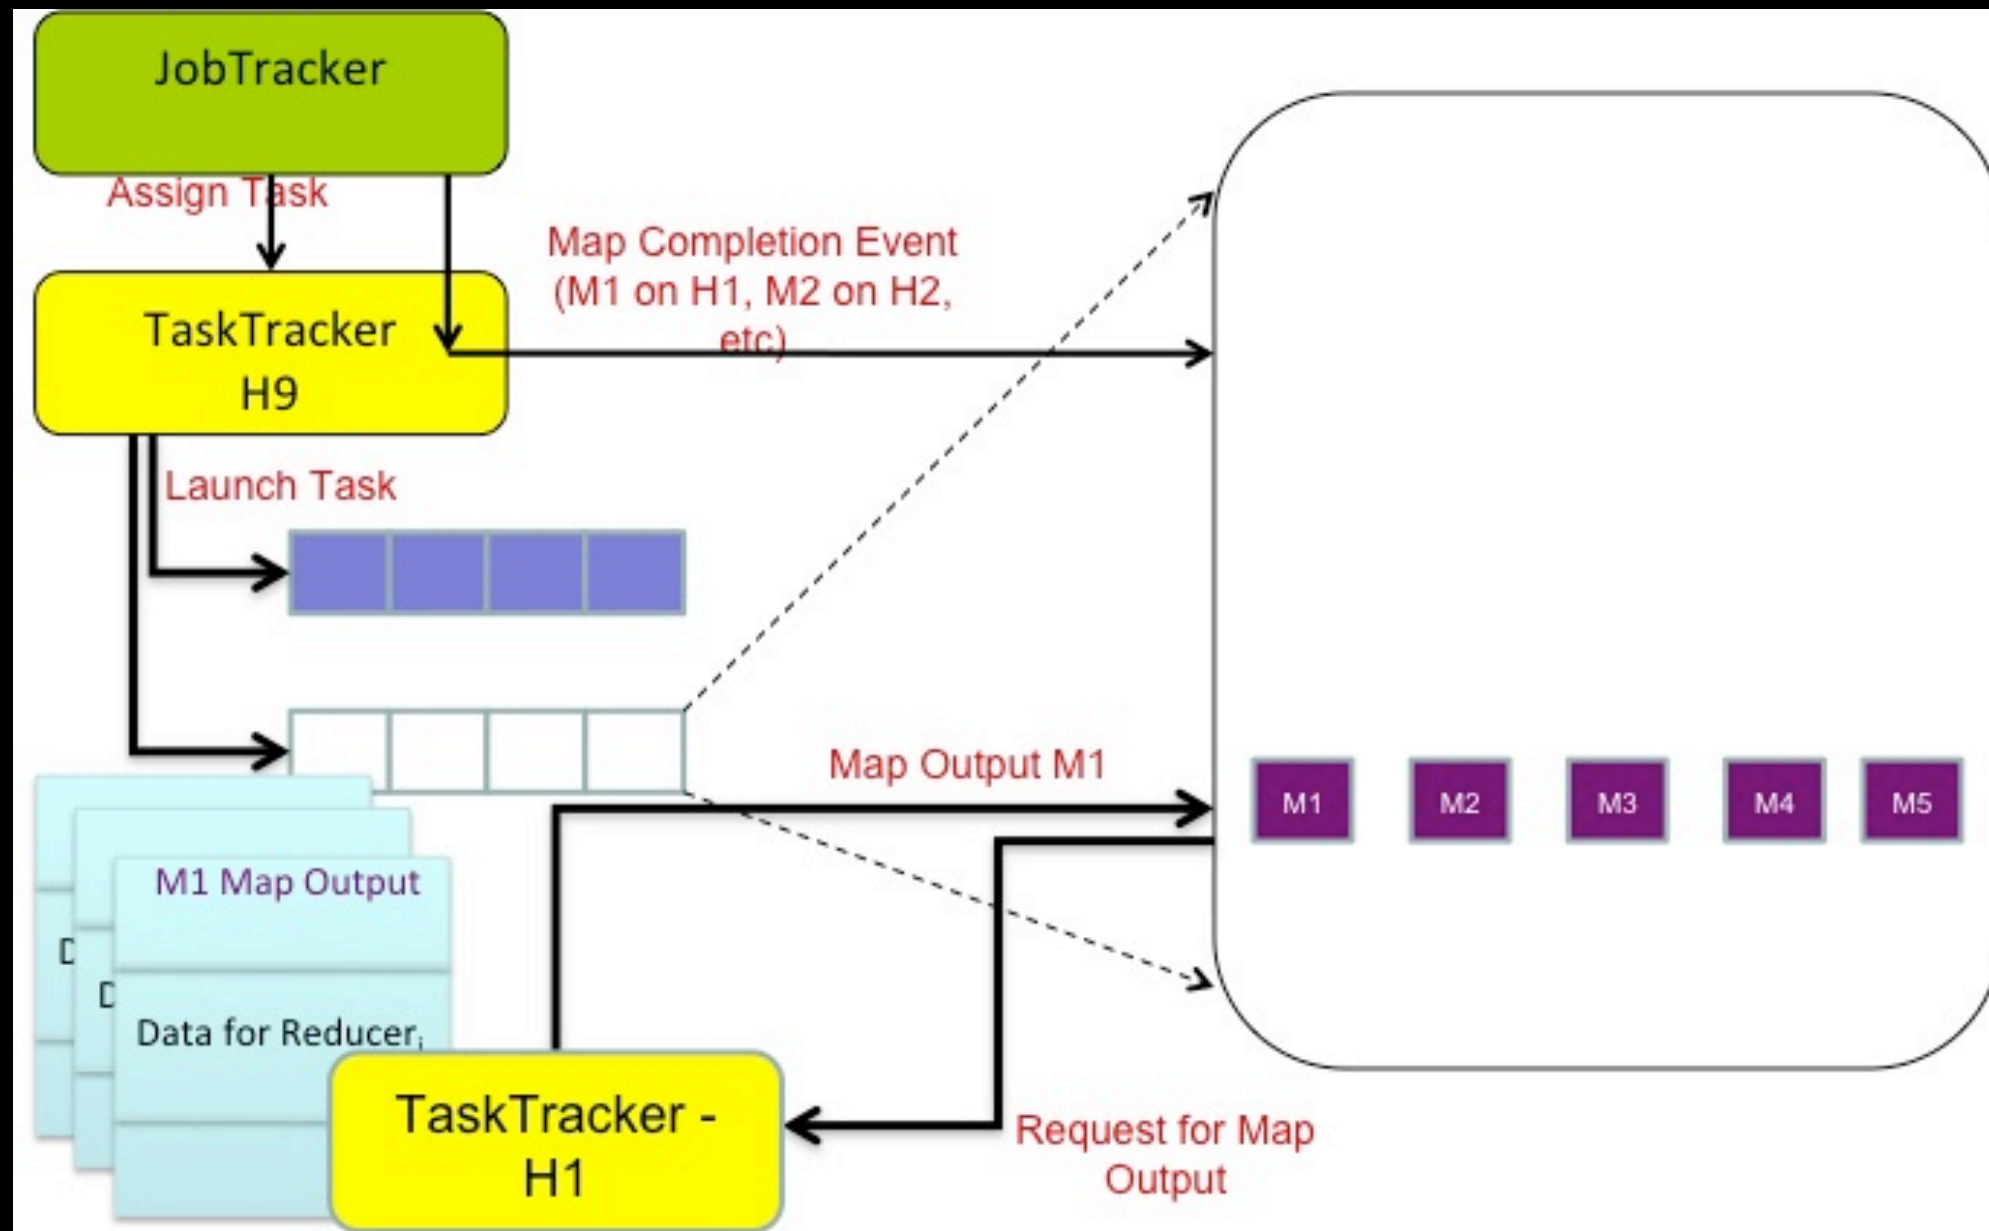 JobTracker
Assign Task
Map Completion Event
(M1 on H1, M2 on H2,
etc)
TaskTracker
H9
Launch Task
Map Output M1
M1 M2 M3 M4 M5
M1 Map Output
D
D
Data for Reducerⱼ
TaskTracker -
H1
Request for Map
Output